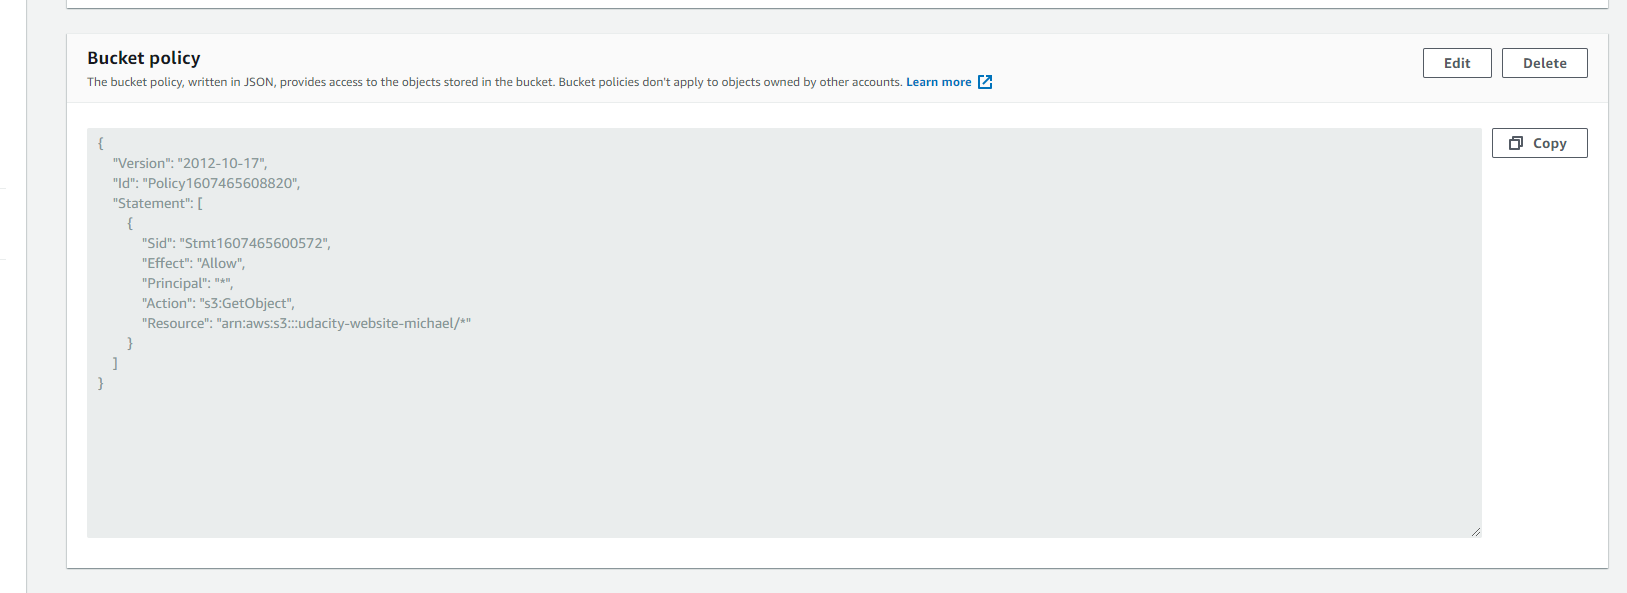 Bucket policy
Edit
Delete
The bucket policy, written in JSON, provides access to the objects stored in the bucket. Bucket policies don't apply to objects owned by other accounts. Learn more
Copy
{
"Version": "2012-10-17",
"Id": "Policy1607465608820",
"Statement": [
{
"Sid": "Stmt1607465600572",
"Effect": "Allow",
"Principal": "*",
"Action": "s3:GetObject",
"Resource": "arn:aws:s3:::udacity-website-michael/*"
}
]
}